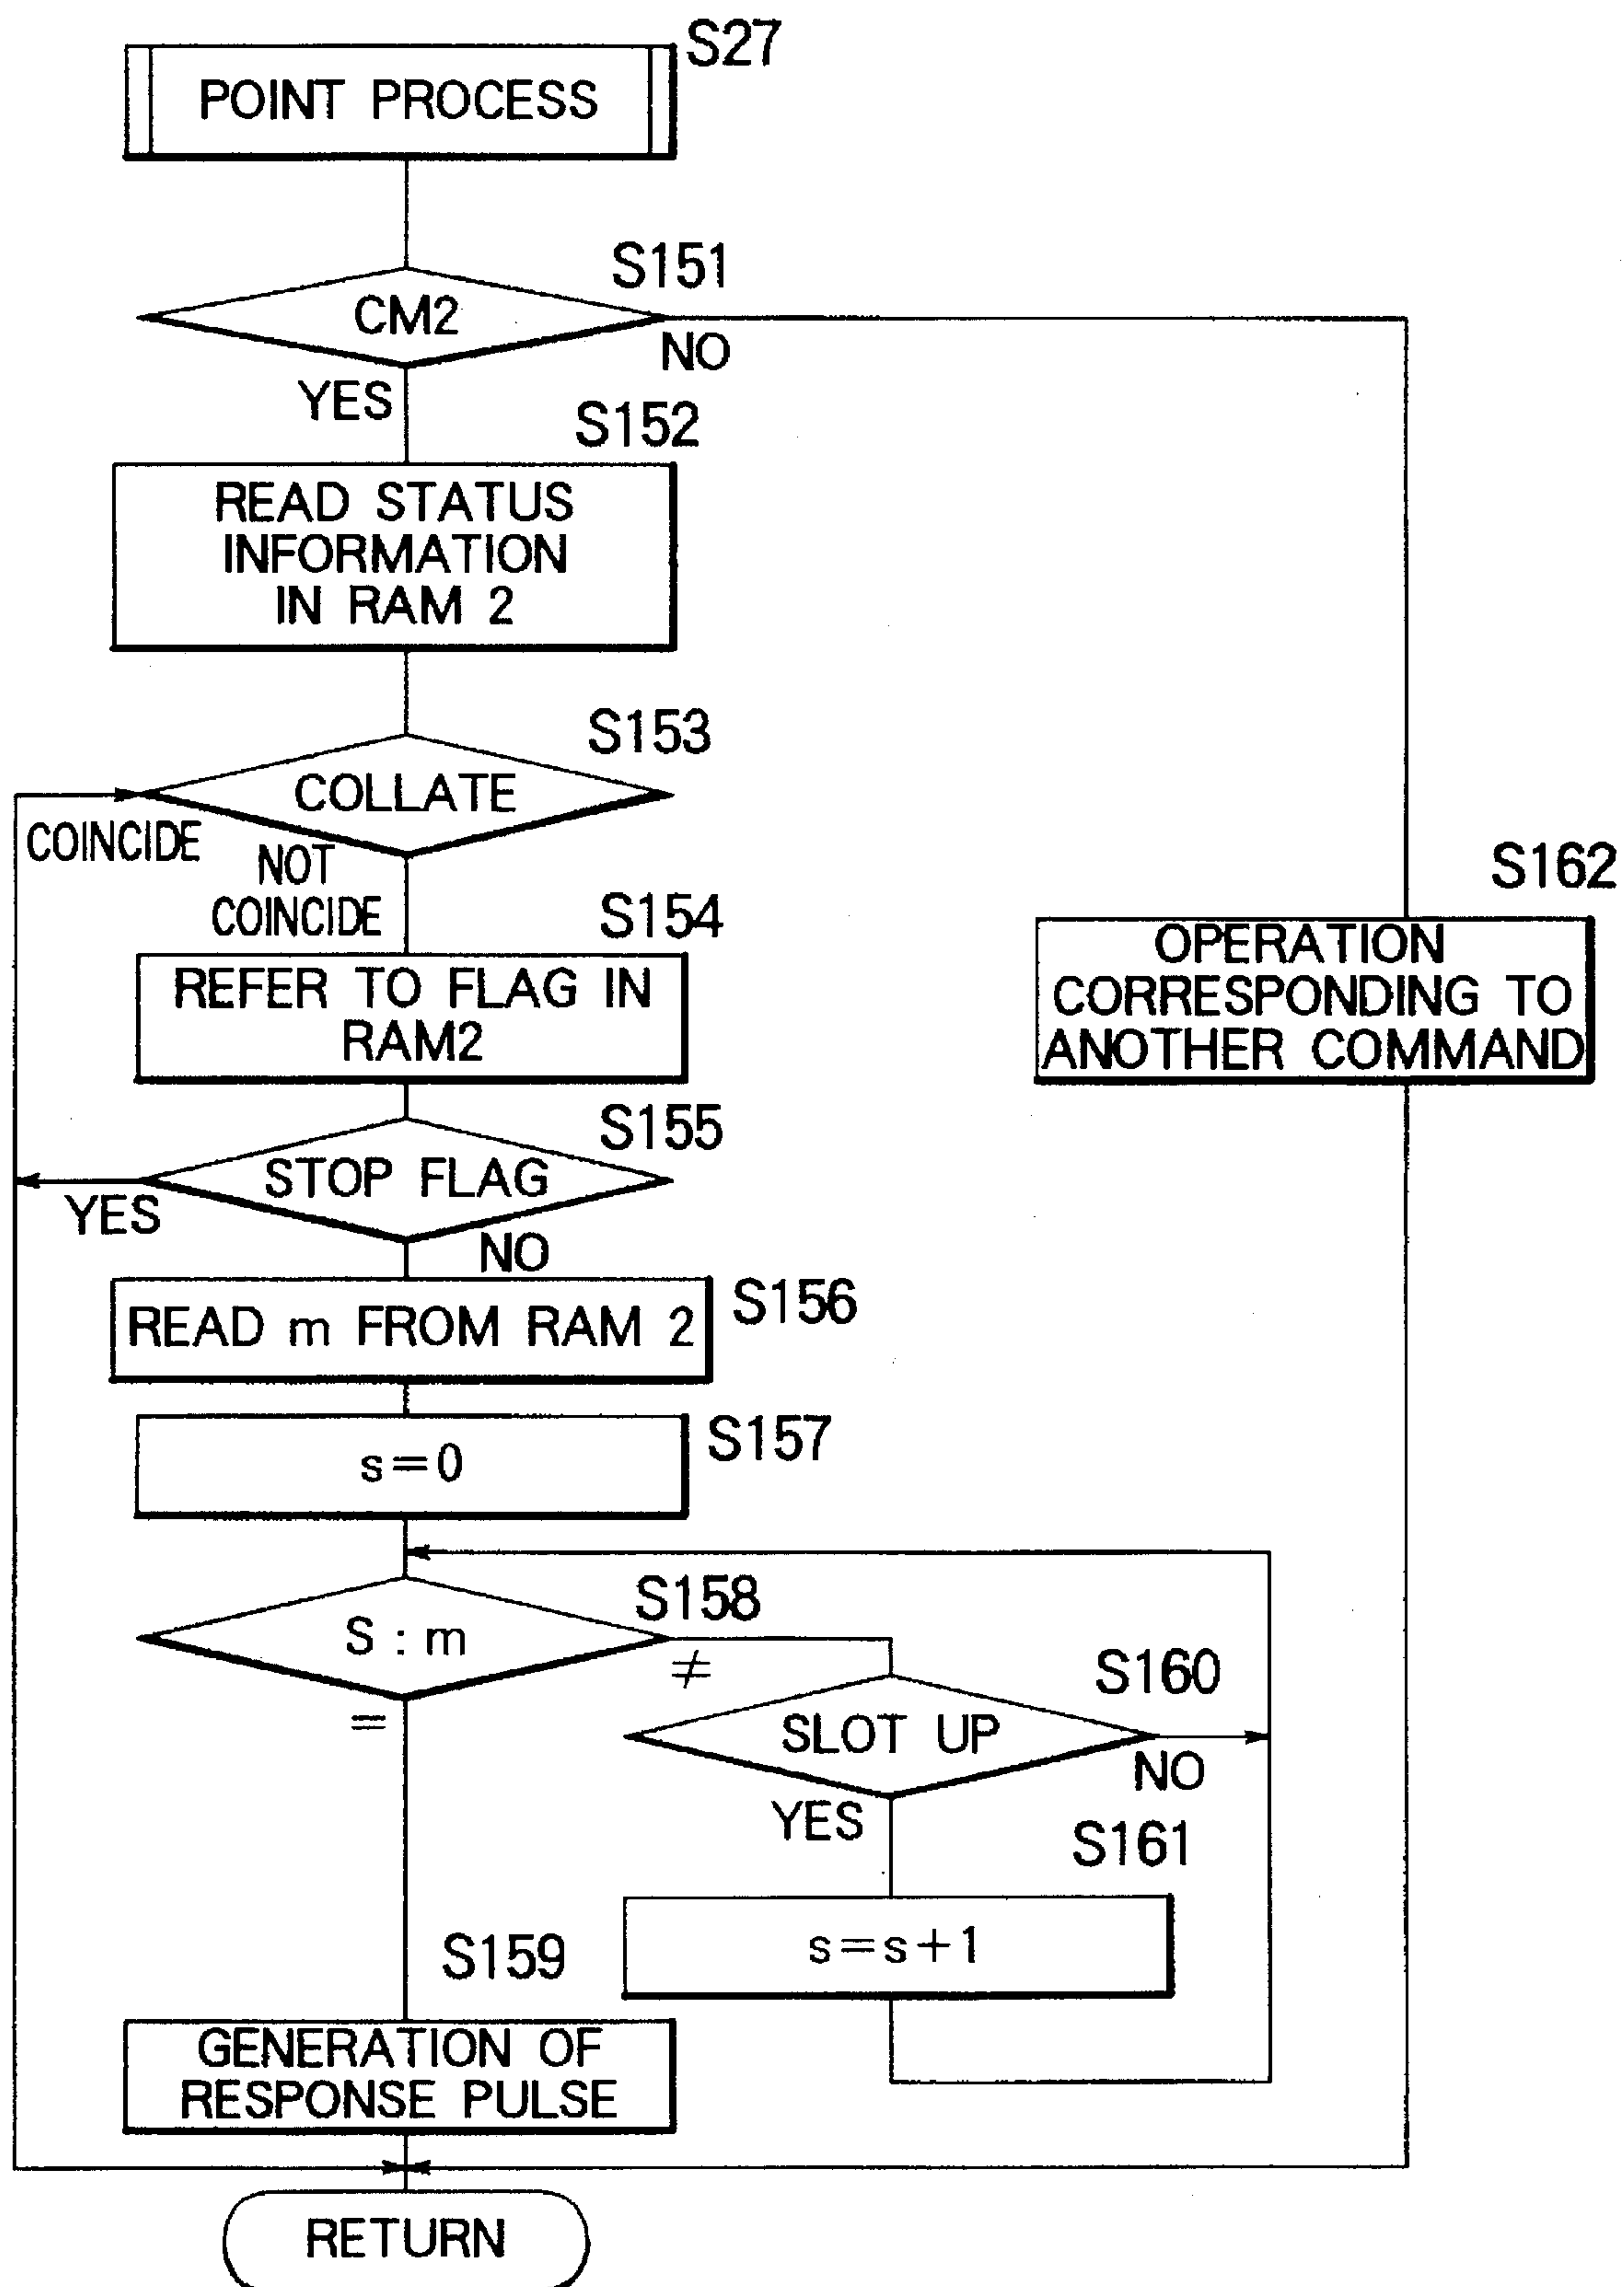 S27
POINT PROCESS
S151
CM2
NO
YES
S152
READ STATUS
INFORMATION
IN RAM 2
S153
COLLATE
COINCIDE
NOT
COINCIDE
S154
REFER TO FLAG IN
RAM2
S162
OPERATION
CORRESPONDING TO
ANOTHER COMMAND
S155
STOP FLAG
YES
NO
S156
READ m FROM RAM 2
S157
s=0
S158
S : m
≠
=
S160
SLOT UP
NO
YES
S161
s=s+1
S159
GENERATION OF
RESPONSE PULSE
RETURN